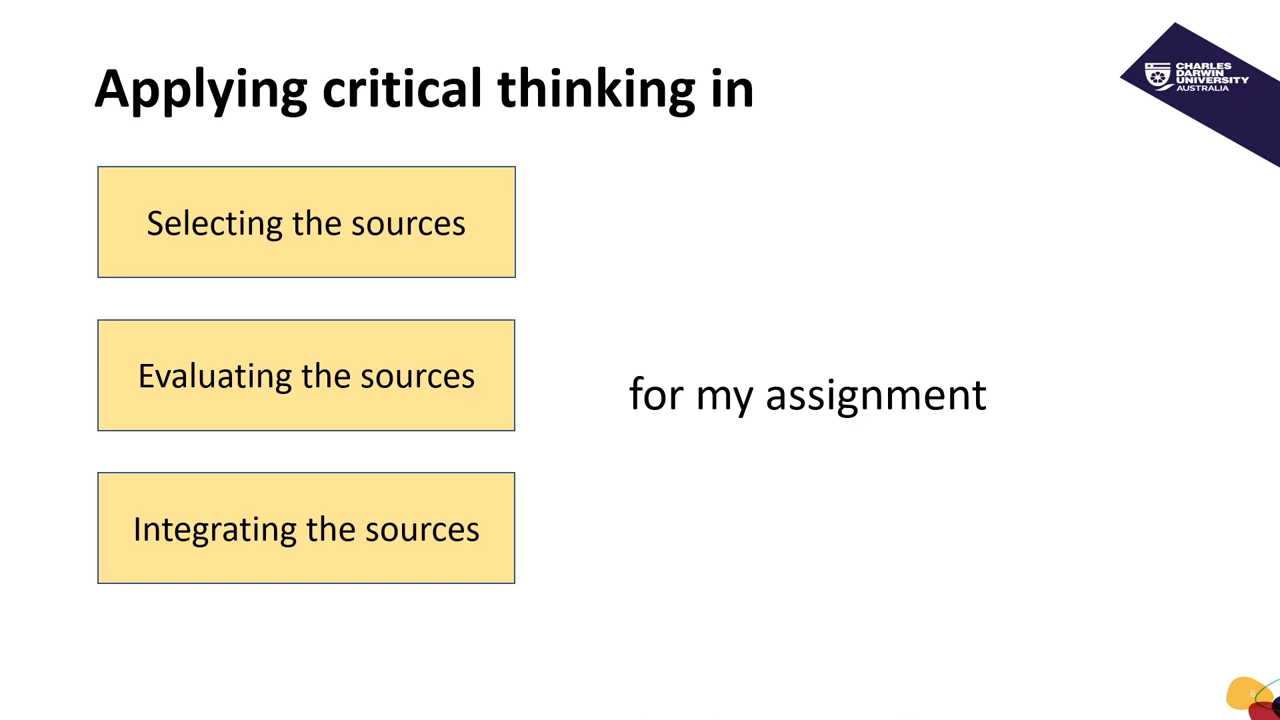 Applying critical thinking in
CHARLES
DARWIN
UNIVERSITY
AUSTRALIA
Selecting the sources
Evaluating the sources
for my assignment
Integrating the sources
8